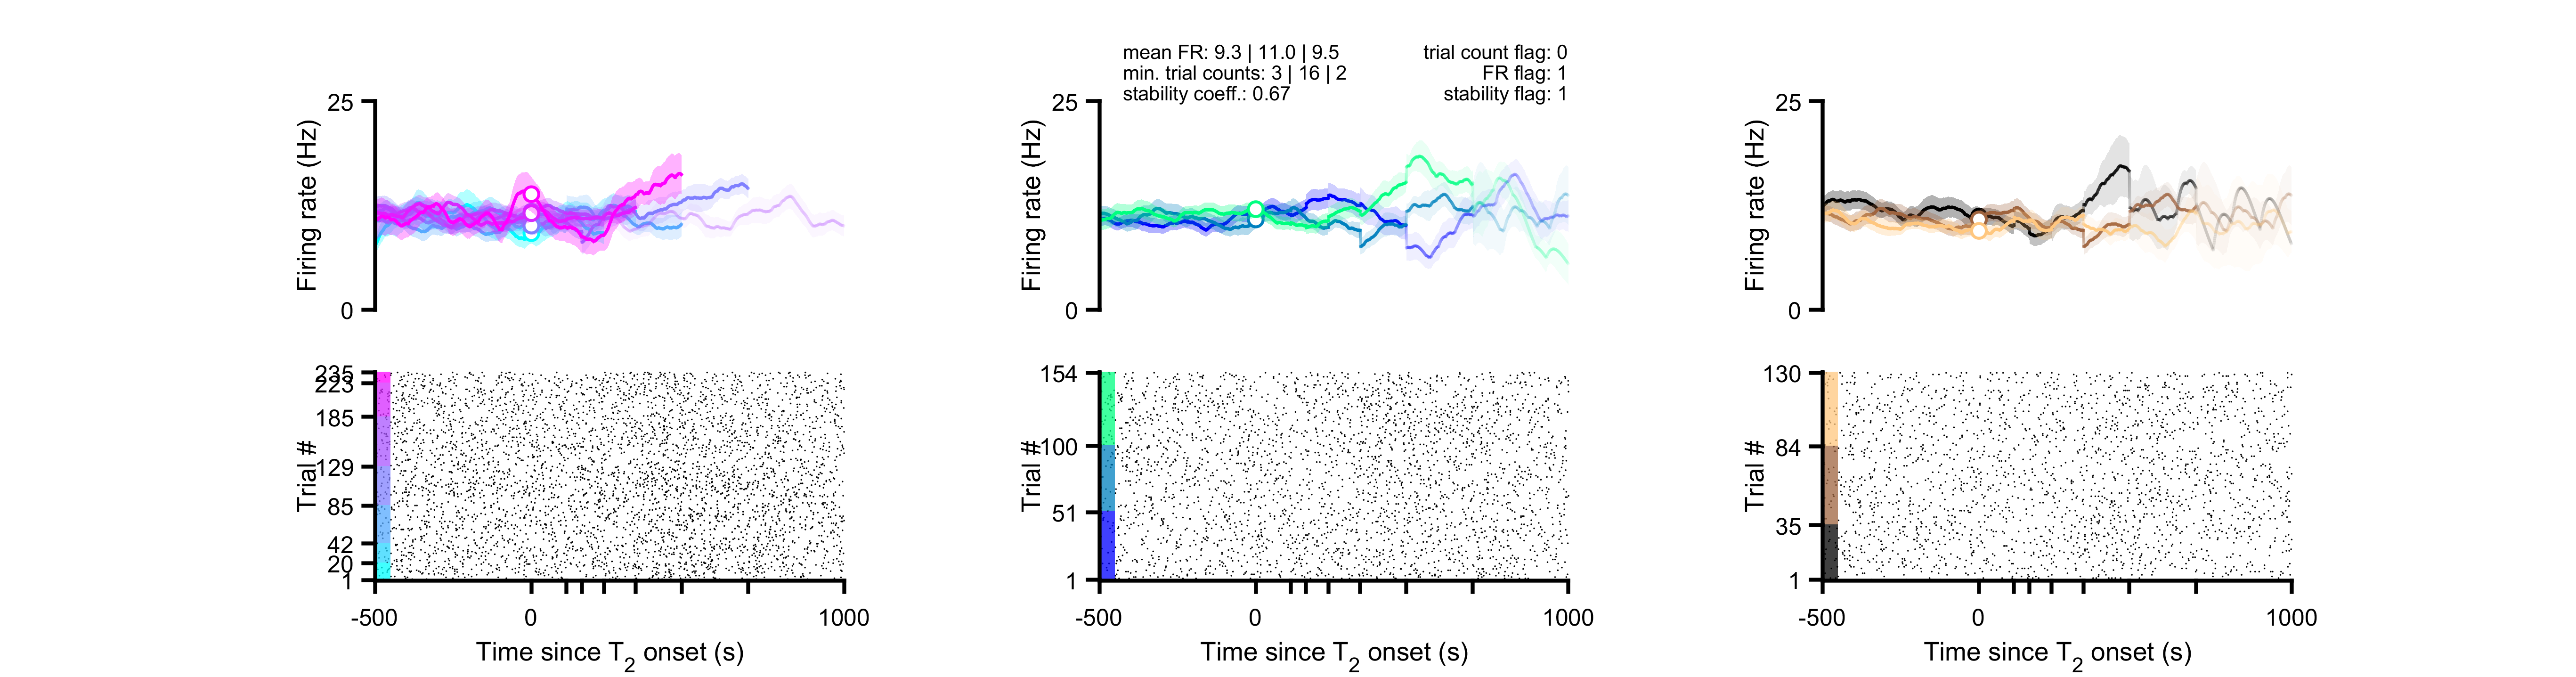 mean FR: 9.3 | 11.0 | 9.5
min. trial counts: 3 | 16 | 2
stability coeff.: 0.67
trial count flag: 0
FR flag: 1
stability flag: 1
25
Firing rate (Hz)
0
25
Firing rate (Hz)
0
25
Firing rate (Hz)
0
235
223
185
129
85
42
20
1
Trial #
-500
0
1000
Time since T2 onset (s)
154
100
51
1
Trial #
-500
0
1000
Time since T2 onset (s)
130
84
35
1
Trial #
-500
0
1000
Time since T2 onset (s)